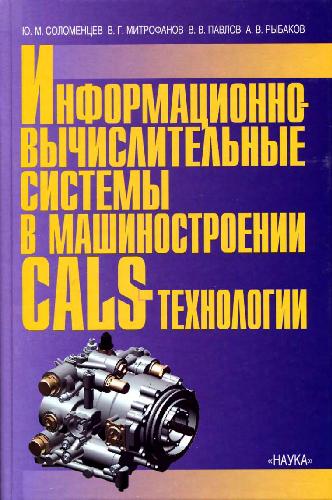 Ю. М. СОЛОМЕНЦЕВ В. Г. МИТРОФАНОВ В. В. ПАВЛОВ А. В. РЫБАКОВ
ИНФОРМАЦИОННО-
ВЫЧИСЛИТЕЛЬНЫЕ
СИСТЕМЫ
В МАШИНОСТРОЕНИИ
CALS-ТЕХНОЛОГИИ
«НАУКА»